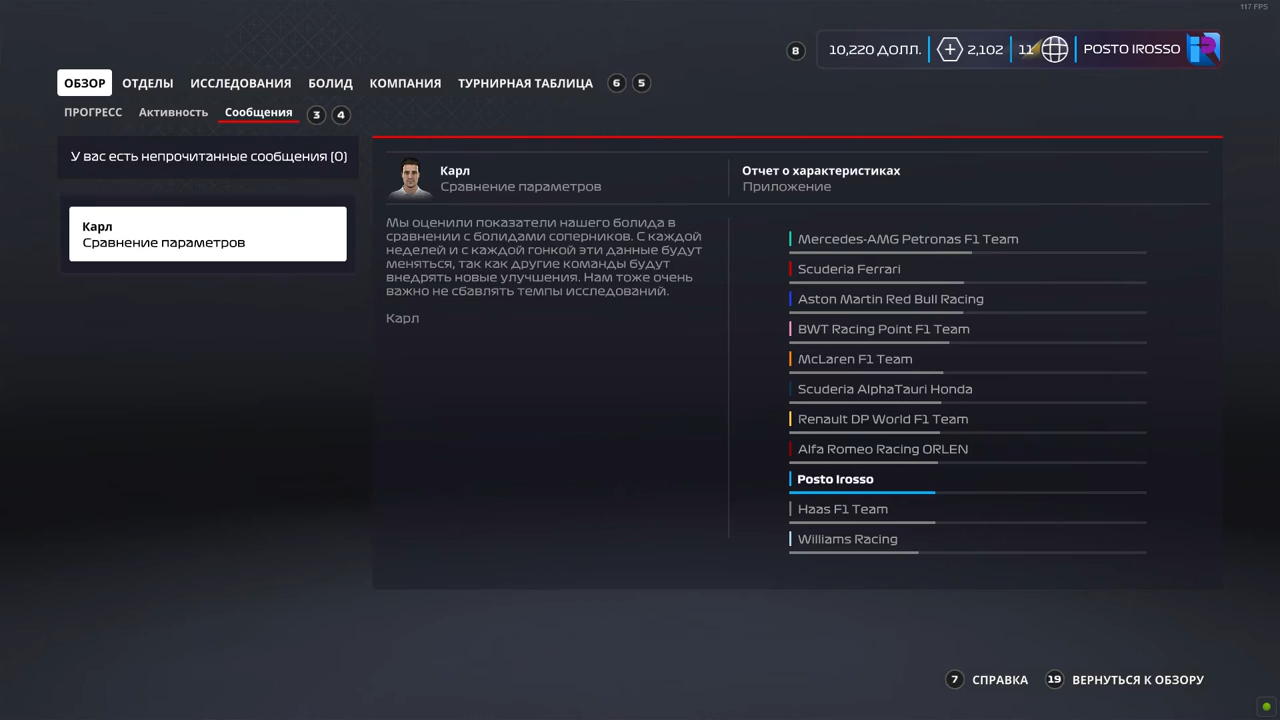 117 FPS
8 10,220 ДОЛЛ. 2,102 11 POSTO IROSSO
ОБЗОР ОТДЕЛЫ ИССЛЕДОВАНИЯ БОЛИД КОМПАНИЯ ТУРНИРНАЯ ТАБЛИЦА 6 5
ПРОГРЕСС Активность Сообщения 3 4
У вас есть непрочитанные сообщения (0)
Карл
Сравнение параметров
Карл
Сравнение параметров
Мы оценили показатели нашего болида в
сравнении с болидами соперников. С каждой
неделей и с каждой гонкой эти данные будут
меняться, так как другие команды будут
внедрять новые улучшения. Нам тоже очень
важно не сбавлять темпы исследований.
Карл
Отчет о характеристиках
Приложение
Mercedes-AMG Petronas F1 Team
Scuderia Ferrari
Aston Martin Red Bull Racing
BWT Racing Point F1 Team
McLaren F1 Team
Scuderia AlphaTauri Honda
Renault DP World F1 Team
Alfa Romeo Racing ORLEN
Posto Irosso
Haas F1 Team
Williams Racing
7 СПРАВКА 19 ВЕРНУТЬСЯ К ОБЗОРУ